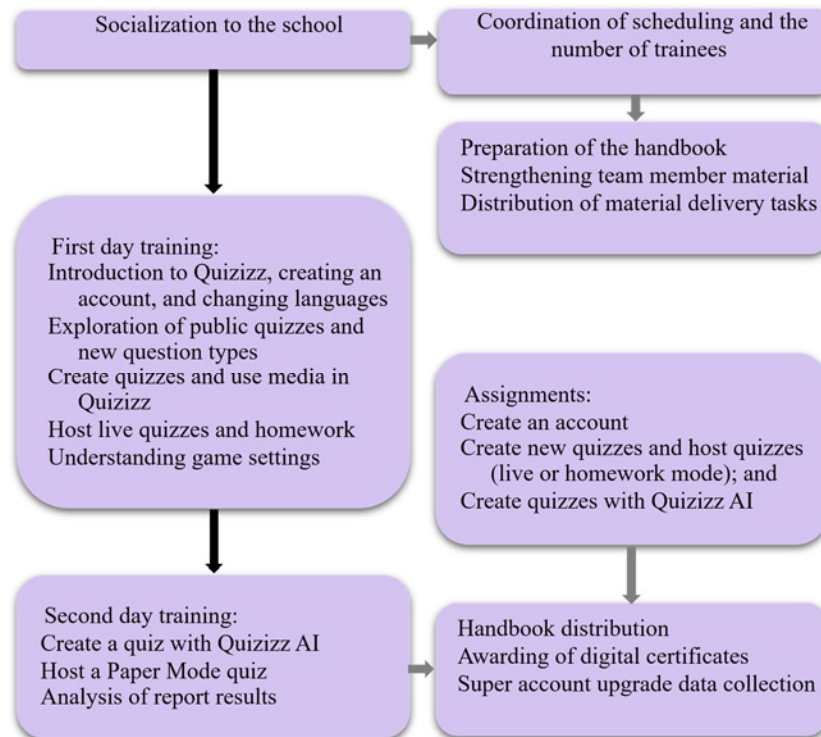 Socialization to the school
Coordination of scheduling and the
number of trainees
Preparation of the handbook
Strengthening team member material
Distribution of material delivery tasks
First day training:
Introduction to Quizizz, creating an
account, and changing languages
Exploration of public quizzes and
new question types
Create quizzes and use media in
Quizizz
Host live quizzes and homework
Understanding game settings
Assignments:
Create an account
Create new quizzes and host quizzes
(live or homework mode); and
Create quizzes with Quizizz AI
Second day training:
Create a quiz with Quizizz AI
Host a Paper Mode quiz
Analysis of report results
Handbook distribution
Awarding of digital certificates
Super account upgrade data collection